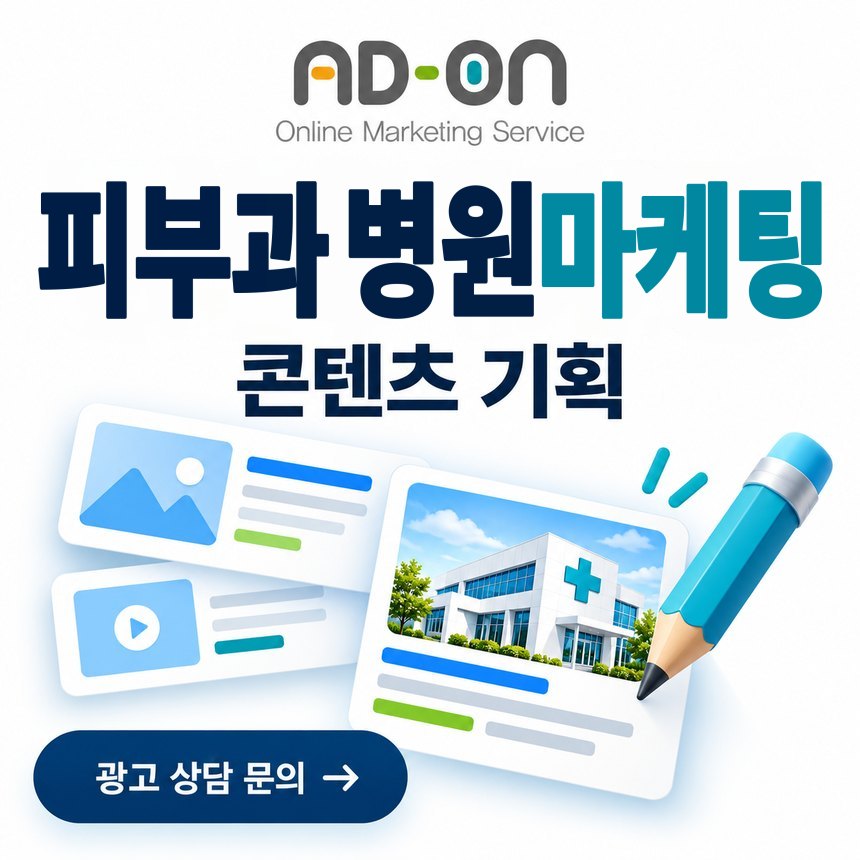 AD-ON
Online Marketing Service
피부과 병원마케팅
콘텐츠 기획
광고 상담 문의 →